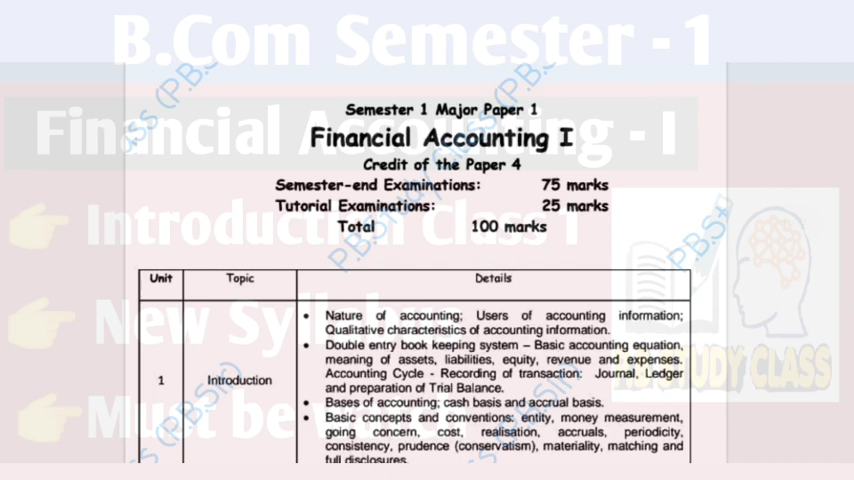 B.Com Semester - 1
Financial Accounting - I
Semester 1 Major Paper 1
Financial Accounting I
Credit of the Paper 4
Semester-end Examinations: 75 marks
Tutorial Examinations: 25 marks
Total 100 marks
Introduction Class 1
New Syllabus
Must be
STUDY CLASS
Unit Topic Details
1 Introduction
• Nature of accounting; Users of accounting information;
Qualitative characteristics of accounting information.
• Double entry book keeping system – Basic accounting equation,
meaning of assets, liabilities, equity, revenue and expenses.
Accounting Cycle - Recording of transaction: Journal, Ledger
and preparation of Trial Balance.
• Bases of accounting; cash basis and accrual basis.
• Basic concepts and conventions: entity, money measurement,
going concern, cost, realisation, accruals, periodicity,
consistency, prudence (conservatism), materiality, matching and
full disclosures.